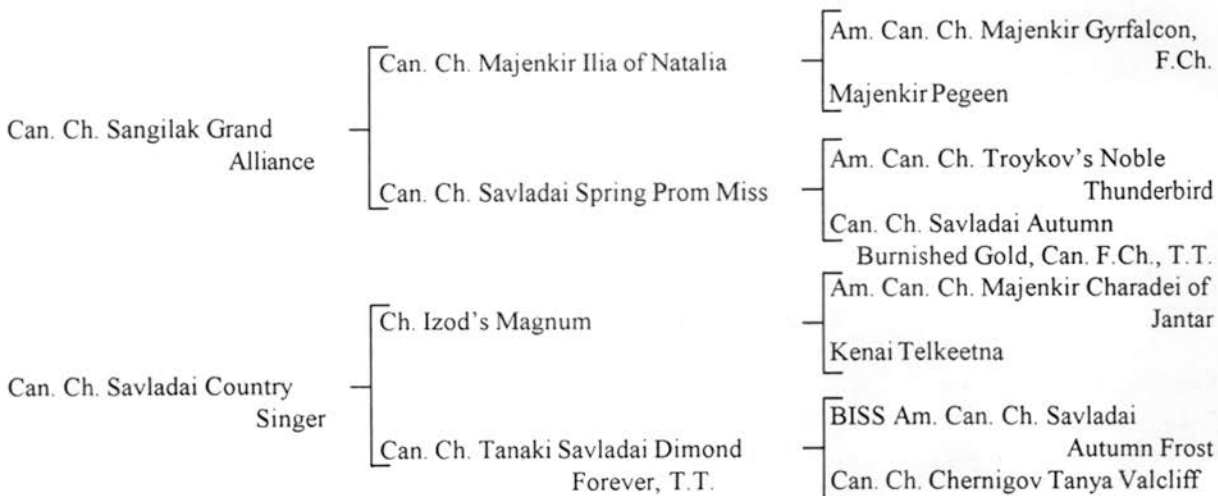 Am. Can. Ch. Majenkir Gyrfalcon,
F.Ch.
Can. Ch. Majenkir Ilia of Natalia
Majenkir Pegeen
Can. Ch. Sangilak Grand
Alliance
Am. Can. Ch. Troykov's Noble
Thunderbird
Can. Ch. Savladai Spring Prom Miss
Can. Ch. Savladai Autumn
Burnished Gold, Can. F.Ch., T.T.
Am. Can. Ch. Majenkir Charadei of
Jantar
Ch. Izod's Magnum
Kenai Telkeetna
Can. Ch. Savladai Country
Singer
BISS Am. Can. Ch. Savladai
Autumn Frost
Can. Ch. Tanaki Savladai Dimond
Forever, T.T.
Can. Ch. Chernigov Tanya Valcliff